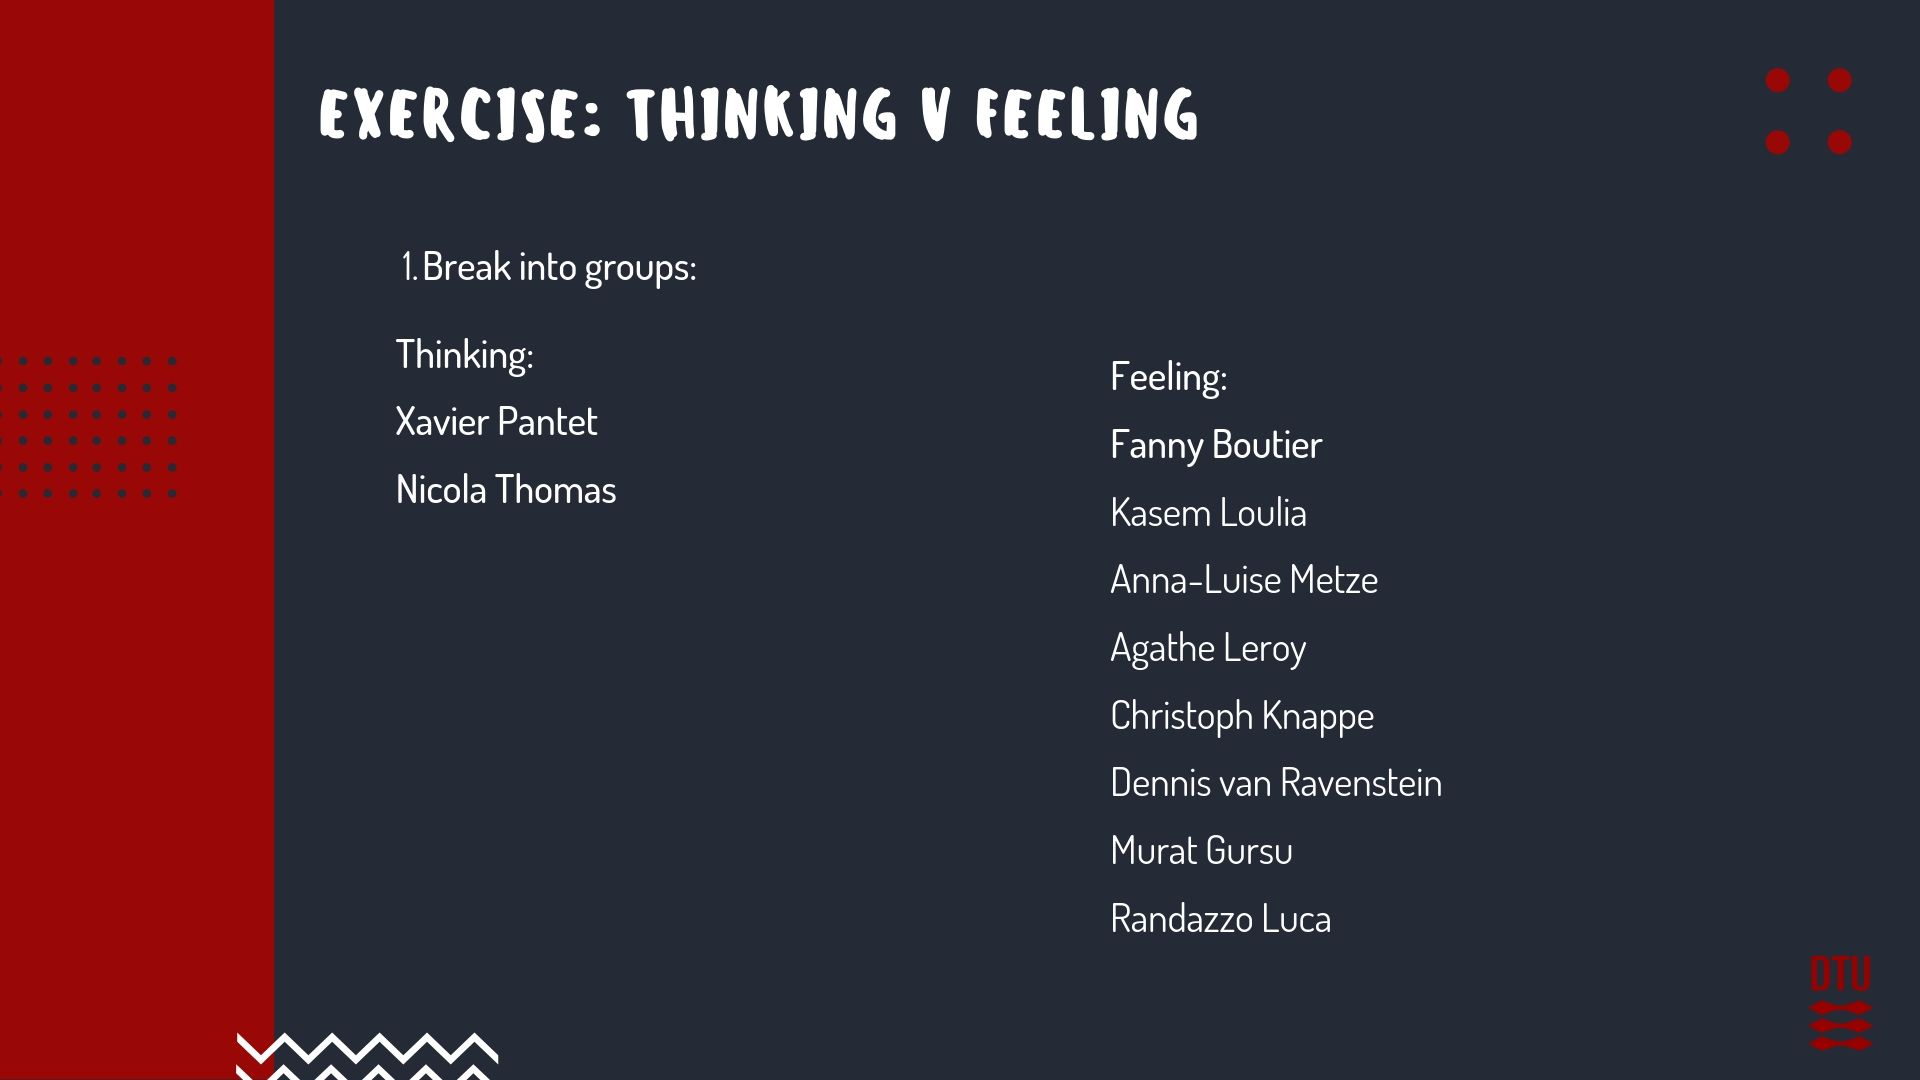 EXERCISE: THINKING V FEELING
1. Break into groups:
Thinking:
Xavier Pantet
Nicola Thomas
Feeling:
Fanny Boutier
Kasem Loulia
Anna-Luise Metze
Agathe Leroy
Christoph Knappe
Dennis van Ravenstein
Murat Gursu
Randazzo Luca
DTU